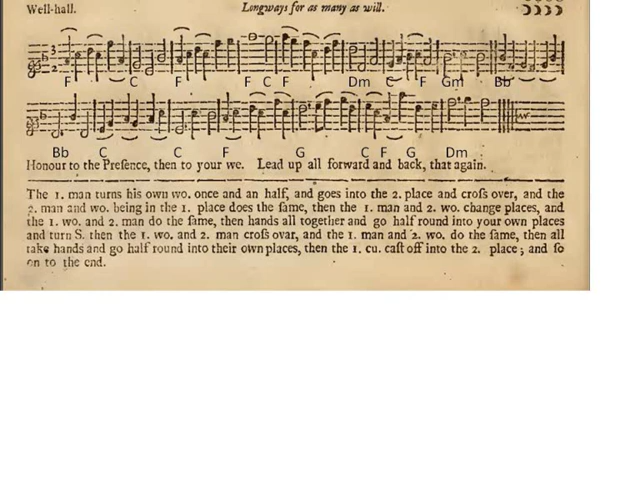 Well-hall. Longways for as many as will.
F C F F C F Dm C F Gm Bb
Bb C C F G C F G Dm
Honour to the Preſence, then to your we. Lead up all forward and back, that again.
The 1. man turns his own wo. once and an half, and goes into the 2. place and croſs over, and the
2. man and wo. being in the 1. place does the ſame, then the 1. man and 2. wo. change places, and
the 1. wo. and 2. man do the ſame, then hands all together and go half round into your own places
and turn S. then the 1. wo. and 2. man croſs ovar, and the 1. man and 2. wo. do the ſame, then all
take hands and go half round into their own places, then the 1. cu. caſt off into the 2. place; and ſo
on to the end.